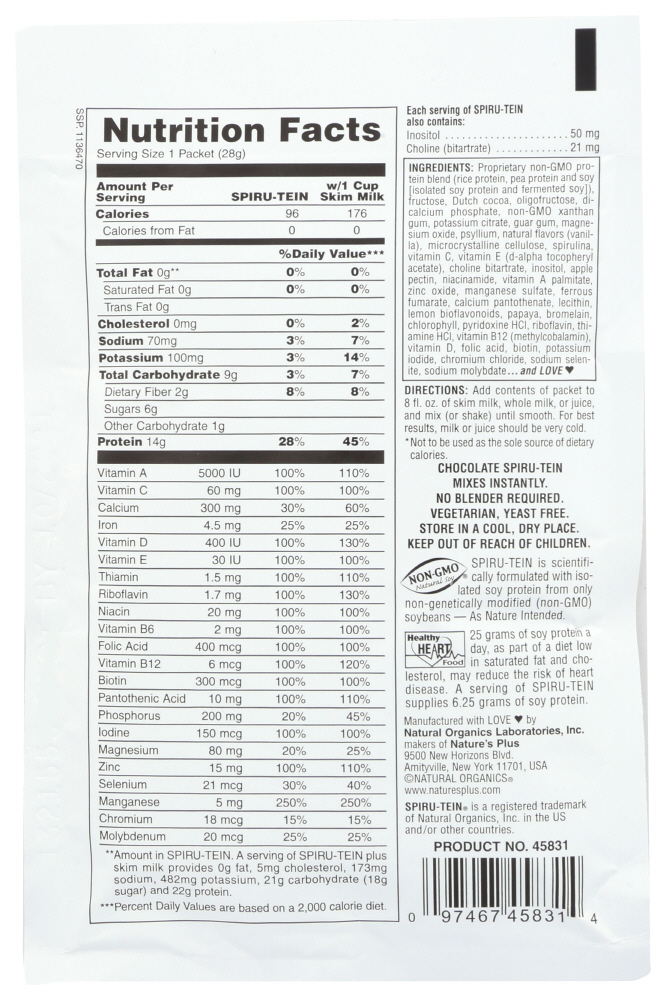 SSP. 1136470
Nutrition Facts
Serving Size 1 Packet (28g)
Amount Per Serving SPIRU-TEIN w/1 Cup Skim Milk
Calories 96 176
Calories from Fat 0 0
%Daily Value***
Total Fat 0g** 0% 0%
Saturated Fat 0g 0% 0%
Trans Fat 0g
Cholesterol 0mg 0% 2%
Sodium 70mg 3% 7%
Potassium 100mg 3% 14%
Total Carbohydrate 9g 3% 7%
Dietary Fiber 2g 8% 8%
Sugars 6g
Other Carbohydrate 1g
Protein 14g 28% 45%
Vitamin A 5000 IU 100% 110%
Vitamin C 60 mg 100% 100%
Calcium 300 mg 30% 60%
Iron 4.5 mg 25% 25%
Vitamin D 400 IU 100% 130%
Vitamin E 30 IU 100% 100%
Thiamin 1.5 mg 100% 110%
Riboflavin 1.7 mg 100% 130%
Niacin 20 mg 100% 100%
Vitamin B6 2 mg 100% 100%
Folic Acid 400 mcg 100% 100%
Vitamin B12 6 mcg 100% 120%
Biotin 300 mcg 100% 100%
Pantothenic Acid 10 mg 100% 110%
Phosphorus 200 mg 20% 45%
Iodine 150 mcg 100% 100%
Magnesium 80 mg 20% 25%
Zinc 15 mg 100% 110%
Selenium 21 mcg 30% 40%
Manganese 5 mg 250% 250%
Chromium 18 mcg 15% 15%
Molybdenum 20 mcg 25% 25%
**Amount in SPIRU-TEIN. A serving of SPIRU-TEIN plus
skim milk provides 0g fat, 5mg cholesterol, 173mg
sodium, 482mg potassium, 21g carbohydrate (18g
sugar) and 22g protein.
***Percent Daily Values are based on a 2,000 calorie diet.
Each serving of SPIRU-TEIN
also contains:
Inositol ..................... 50 mg
Choline (bitartrate) ............. 21 mg
INGREDIENTS: Proprietary non-GMO pro-
tein blend (rice protein, pea protein and soy
[isolated soy protein and fermented soy]),
fructose, Dutch cocoa, oligofructose, di-
calcium phosphate, non-GMO xanthan
gum, potassium citrate, guar gum, magne-
sium oxide, psyllium, natural flavors (vanil-
la), microcrystalline cellulose, spirulina,
vitamin C, vitamin E (d-alpha tocopheryl
acetate), choline bitartrate, inositol, apple
pectin, niacinamide, vitamin A palmitate,
zinc oxide, manganese sulfate, ferrous
fumarate, calcium pantothenate, lecithin,
lemon bioflavonoids, papaya, bromelain,
chlorophyll, pyridoxine HCl, riboflavin, thi-
amine HCl, vitamin B12 (methylcobalamin),
vitamin D, folic acid, biotin, potassium
iodide, chromium chloride, sodium selen-
ite, sodium molybdate... and LOVE ♥
DIRECTIONS: Add contents of packet to
8 fl. oz. of skim milk, whole milk, or juice,
and mix (or shake) until smooth. For best
results, milk or juice should be very cold.
*Not to be used as the sole source of dietary
calories.
CHOCOLATE SPIRU-TEIN
MIXES INSTANTLY.
NO BLENDER REQUIRED.
VEGETARIAN, YEAST FREE.
STORE IN A COOL, DRY PLACE.
KEEP OUT OF REACH OF CHILDREN.
NON-GMO
Natural Soy
SPIRU-TEIN is scientifi-
cally formulated with iso-
lated soy protein from only
non-genetically modified (non-GMO)
soybeans — As Nature Intended.
Healthy
HEART
Food
25 grams of soy protein a
day, as part of a diet low
in saturated fat and cho-
lesterol, may reduce the risk of heart
disease. A serving of SPIRU-TEIN
supplies 6.25 grams of soy protein.
Manufactured with LOVE ♥ by
Natural Organics Laboratories, Inc.
makers of Nature's Plus
9500 New Horizons Blvd.
Amityville, New York 11701, USA
©NATURAL ORGANICS®
www.naturesplus.com
SPIRU-TEIN® is a registered trademark
of Natural Organics, Inc. in the US
and/or other countries.
PRODUCT NO. 45831
0 97467 45831 4